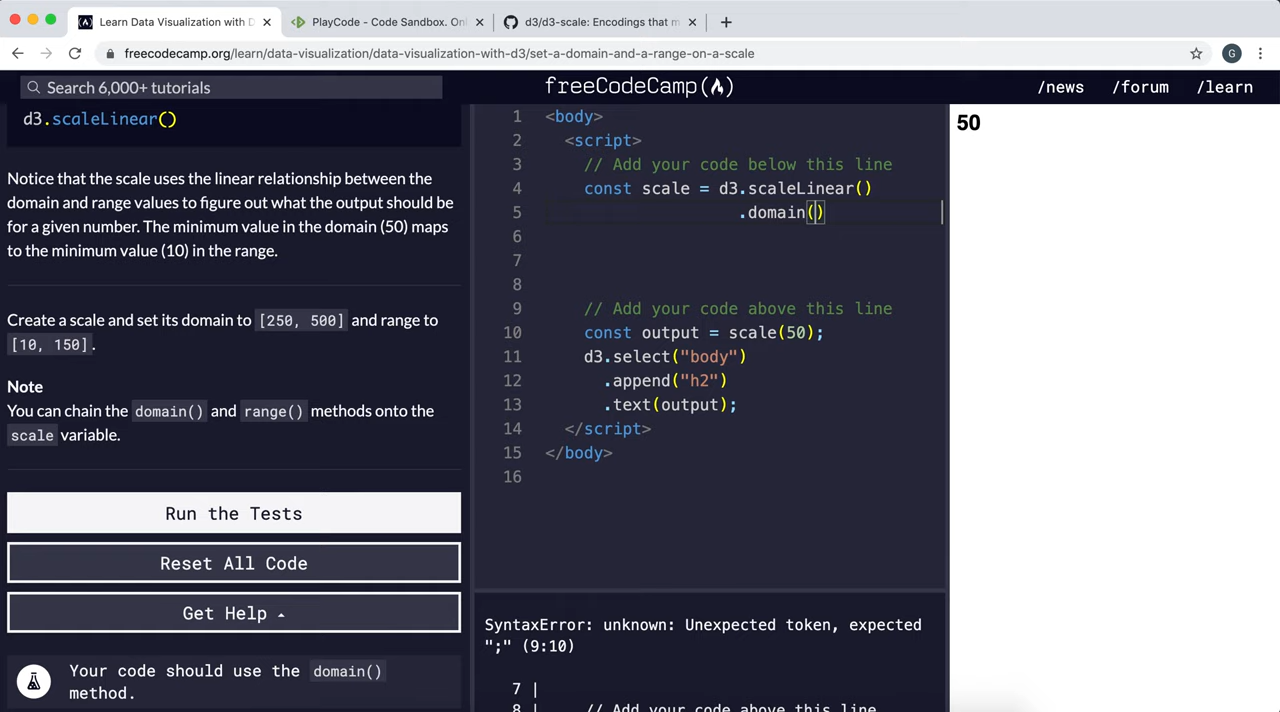 Learn Data Visualization with D
PlayCode - Code Sandbox. Onl
d3/d3-scale: Encodings that m
freecodecamp.org/learn/data-visualization/data-visualization-with-d3/set-a-domain-and-a-range-on-a-scale
G
Search 6,000+ tutorials
freeCodeCamp(🔥)
/news
/forum
/learn
d3.scaleLinear()
Notice that the scale uses the linear relationship between the
domain and range values to figure out what the output should be
for a given number. The minimum value in the domain (50) maps
to the minimum value (10) in the range.
Create a scale and set its domain to [250, 500] and range to
[10, 150].
Note
You can chain the domain() and range() methods onto the
scale variable.
Run the Tests
Reset All Code
Get Help
Your code should use the domain()
method.
1 <body>
2 <script>
3 // Add your code below this line
4 const scale = d3.scaleLinear()
5 .domain()
6
7
8
9 // Add your code above this line
10 const output = scale(50);
11 d3.select("body")
12 .append("h2")
13 .text(output);
14 </script>
15 </body>
16
SyntaxError: unknown: Unexpected token, expected
";" (9:10)
7 |
8 | // Add your code above this line
50